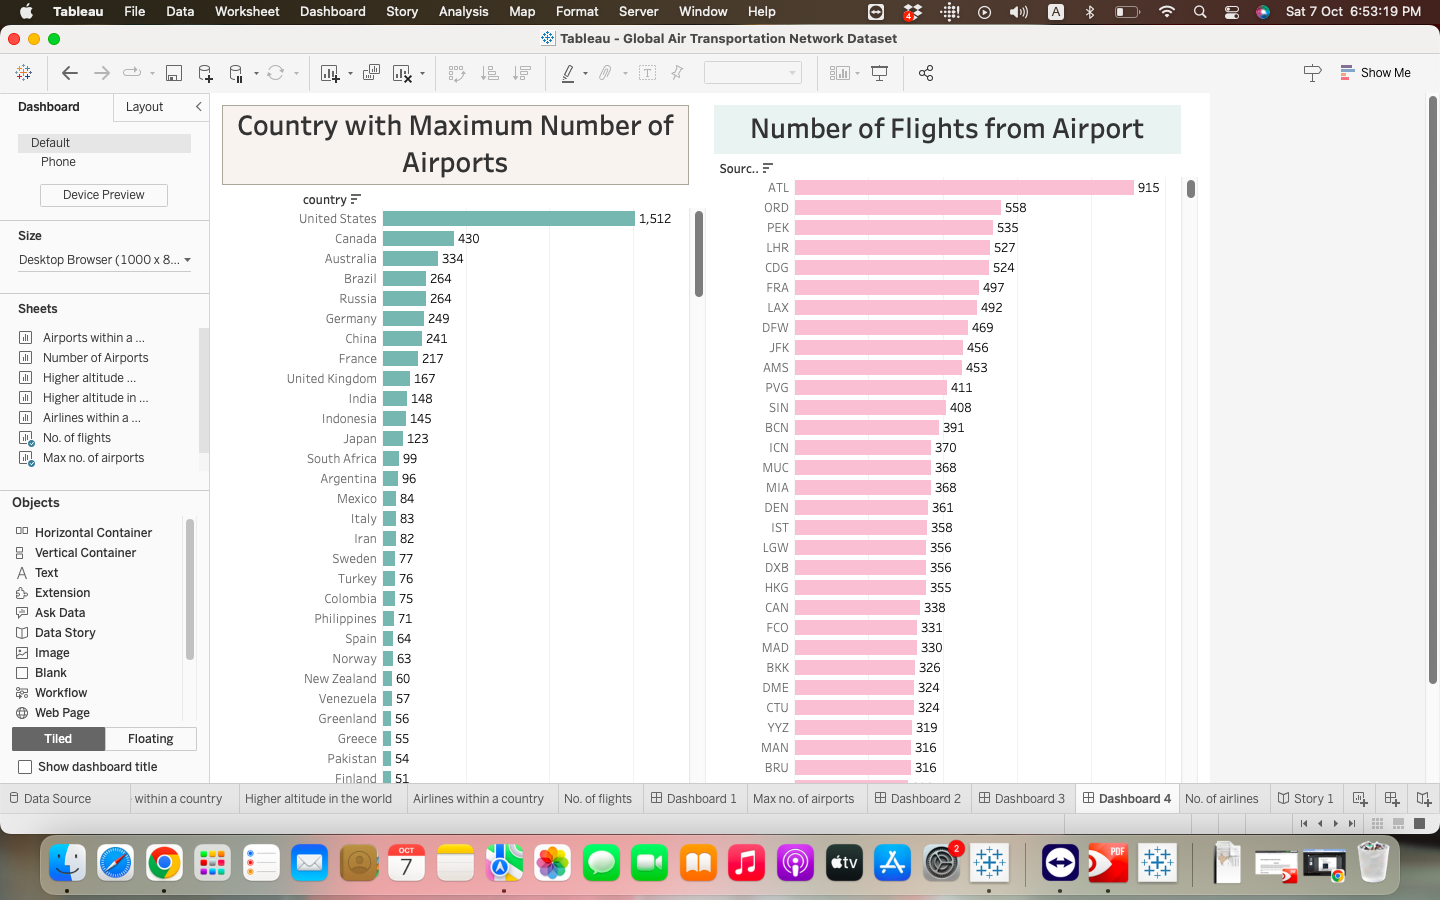 Tableau File Data Worksheet Dashboard Story Analysis Map Format Server Window Help
4
A
Sat 7 Oct 6:53:19 PM
Tableau - Global Air Transportation Network Dataset
Show Me
Dashboard
Layout
Default
Phone
Device Preview
Size
Desktop Browser (1000 x 8...
Sheets
Airports within a ...
Number of Airports
Higher altitude ...
Higher altitude in ...
Airlines within a ...
No. of flights
Max no. of airports
Objects
Horizontal Container
Vertical Container
Text
Extension
Ask Data
Data Story
Image
Blank
Workflow
Web Page
Tiled
Floating
Show dashboard title
Country with Maximum Number of
Airports
country
United States 1,512
Canada 430
Australia 334
Brazil 264
Russia 264
Germany 249
China 241
France 217
United Kingdom 167
India 148
Indonesia 145
Japan 123
South Africa 99
Argentina 96
Mexico 84
Italy 83
Iran 82
Sweden 77
Turkey 76
Colombia 75
Philippines 71
Spain 64
Norway 63
New Zealand 60
Venezuela 57
Greenland 56
Greece 55
Pakistan 54
Finland 51
Number of Flights from Airport
Sourc..
ATL 915
ORD 558
PEK 535
LHR 527
CDG 524
FRA 497
LAX 492
DFW 469
JFK 456
AMS 453
PVG 411
SIN 408
BCN 391
ICN 370
MUC 368
MIA 368
DEN 361
IST 358
LGW 356
DXB 356
HKG 355
CAN 338
FCO 331
MAD 330
BKK 326
DME 324
CTU 324
YYZ 319
MAN 316
BRU 316
Data Source
within a country
Higher altitude in the world
Airlines within a country
No. of flights
Dashboard 1
Max no. of airports
Dashboard 2
Dashboard 3
Dashboard 4
No. of airlines
Story 1
OCT
7
tv
2
PDF